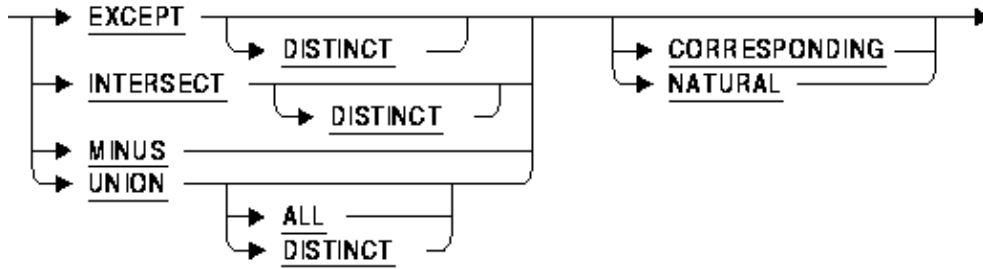 EXCEPT
DISTINCT
CORRESPONDING
INTERSECT
NATURAL
DISTINCT
MINUS
UNION
ALL
DISTINCT